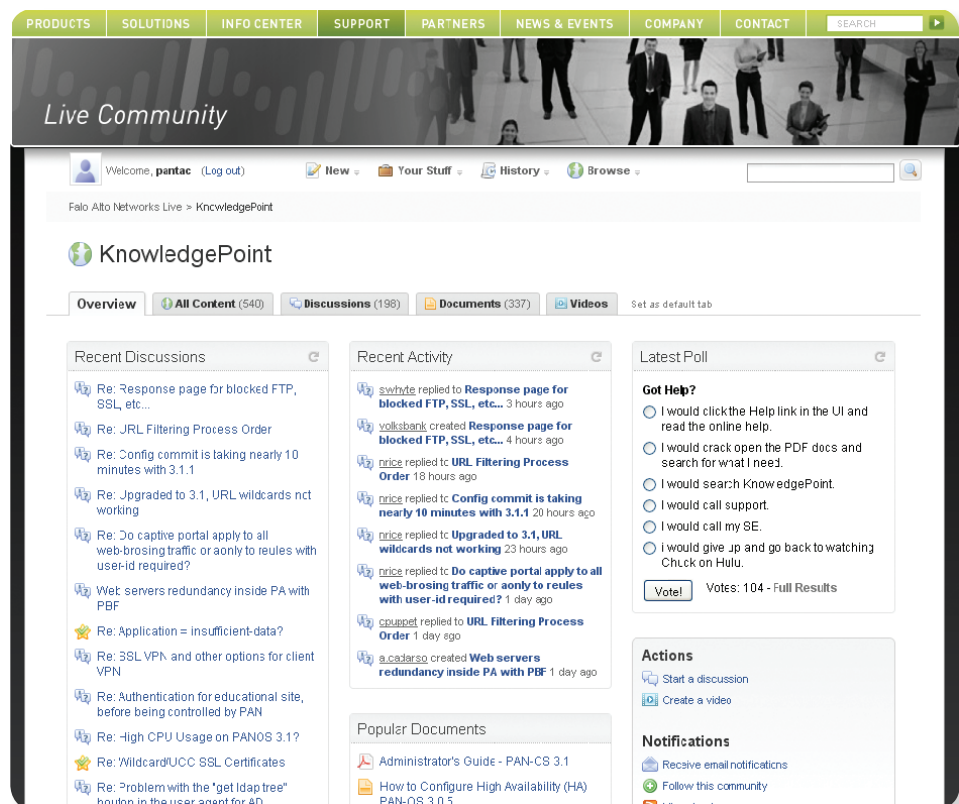 PRODUCTS SOLUTIONS INFO CENTER SUPPORT PARTNERS NEWS & EVENTS COMPANY CONTACT SEARCH
Live Community
Welcome, pantac (Log out) New Your Stuff History Browse
Palo Alto Networks Live > KnowledgePoint
KnowledgePoint
Overview All Content (540) Discussions (198) Documents (337) Videos Set as default tab
Recent Discussions
Re: Response page for blocked FTP,
SSL, etc...
Re: URL Filtering Process Order
Re: Config commit is taking nearly 10
minutes with 3.1.1
Re: Upgraded to 3.1, URL wildcards not
working
Re: Do captive portal apply to all
web-brosing traffic or aonly to reules with
user-id required?
Web servers redundancy inside PA with
PBF
Re: Application = insufficient-data?
Re: SSL VPN and other options for client
VPN
Re: Authentication for educational site,
before being controlled by PAN
Re: High CPU Usage on PANOS 3.1?
Re: Wildcard/UCC SSL Certificates
Re: Problem with the "get ldap tree"
button in the user agent for AD
Recent Activity
swhyte replied to Response page for
blocked FTP, SSL, etc... 3 hours ago
volksbank created Response page for
blocked FTP, SSL, etc... 4 hours ago
nrice replied to URL Filtering Process
Order 18 hours ago
nrice replied to Config commit is taking
nearly 10 minutes with 3.1.1 20 hours ago
nrice replied to Upgraded to 3.1, URL
wildcards not working 23 hours ago
nrice replied to Do captive portal apply to all
web-brosing traffic or aonly to reules
with user-id required? 1 day ago
cpuppet replied to URL Filtering Process
Order 1 day ago
a.cadarso created Web servers
redundancy inside PA with PBF 1 day ago
Popular Documents
Administrator's Guide - PAN-OS 3.1
How to Configure High Availability (HA)
PAN-OS 3.0.5
Latest Poll
Got Help?
I would click the Help link in the UI and
read the online help.
I would crack open the PDF docs and
search for what I need.
I would search KnowledgePoint.
I would call support.
I would call my SE.
i would give up and go back to watching
Chuck on Hulu.
Vote! Votes: 104 - Full Results
Actions
Start a discussion
Create a video
Notifications
Receive email notifications
Follow this community